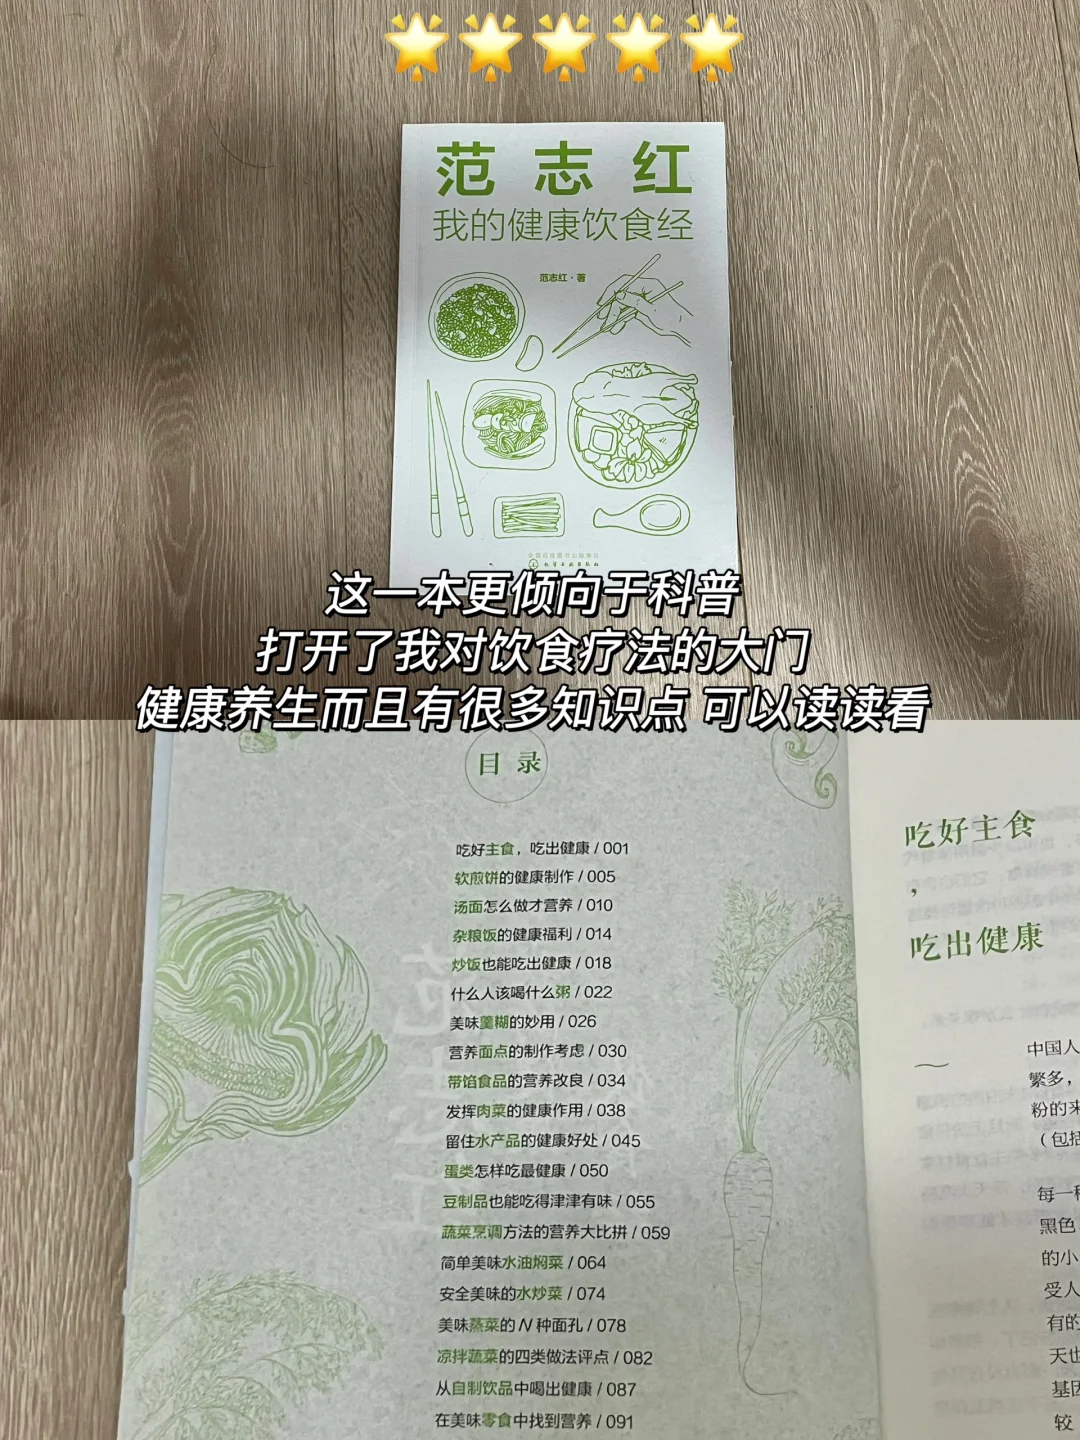 范志红
我的健康饮食经
范志红·著
化学工业出版社
这一本更倾向于科普
打开了我对饮食疗法的大门
健康养生而且有很多知识点 可以读读看
目录
吃好主食，吃出健康 / 001
软煎饼的健康制作 / 005
汤面怎么做才营养 / 010
杂粮饭的健康福利 / 014
炒饭也能吃出健康 / 018
什么人该喝什么粥 / 022
美味羹糊的妙用 / 026
营养面点的制作考虑 / 030
带馅食品的营养改良 / 034
发挥肉菜的健康作用 / 038
留住水产品的健康好处 / 045
蛋类怎样吃最健康 / 050
豆制品也能吃得津津有味 / 055
蔬菜烹调方法的营养大比拼 / 059
简单美味水油焖菜 / 064
安全美味的水炒菜 / 074
美味蒸菜的 N 种面孔 / 078
凉拌蔬菜的四类做法评点 / 082
从自制饮品中喝出健康 / 087
在美味零食中找到营养 / 091
吃好主食
，
吃出健康
中国人
繁多，
粉的来
（包括
每一种
黑色
的小
受人
有的
天也
基因
较